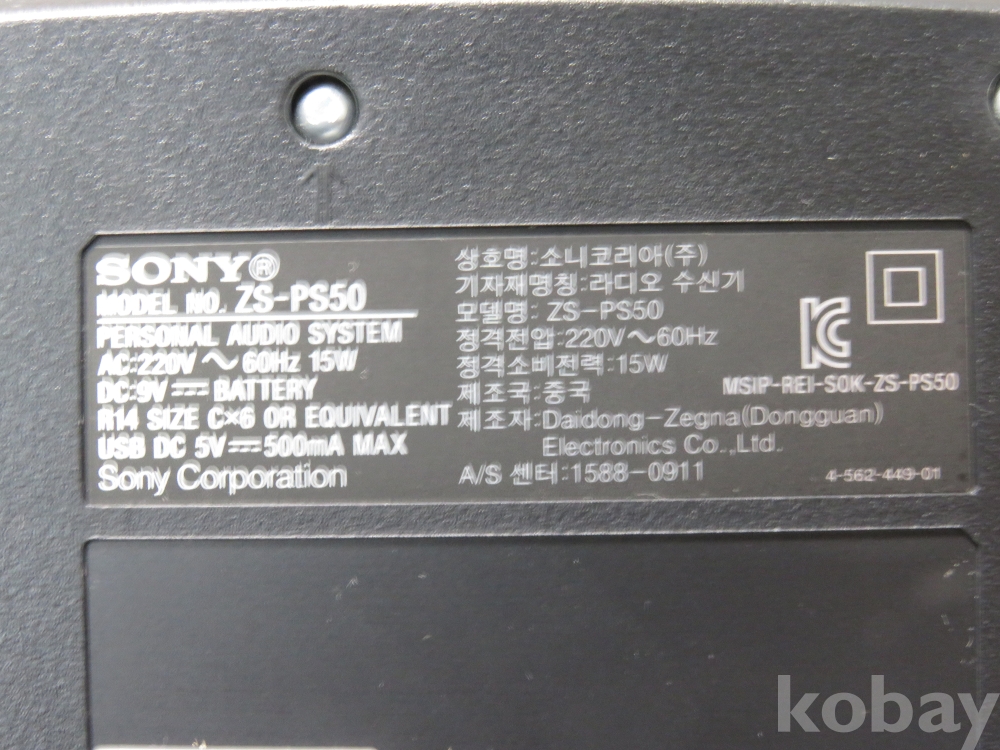 SONY®
MODEL NO. ZS-PS50
PERSONAL AUDIO SYSTEM
AC:220V ～ 60Hz 15W
DC:9V⎓ BATTERY
R14 SIZE C×6 OR EQUIVALENT
USB DC 5V⎓500mA MAX
Sony Corporation
상호명:소니코리아(주)
기자재명칭:라디오 수신기
모델명: ZS-PS50
정격전압:220V～60Hz
정격소비전력:15W
제조국:중국
제조자:Daidong-Zegna(Dongguan)
Electronics Co.,Ltd.
A/S 센터:1588-0911
MSIP-REI-SOK-ZS-PS50
4-562-449-01
kobay